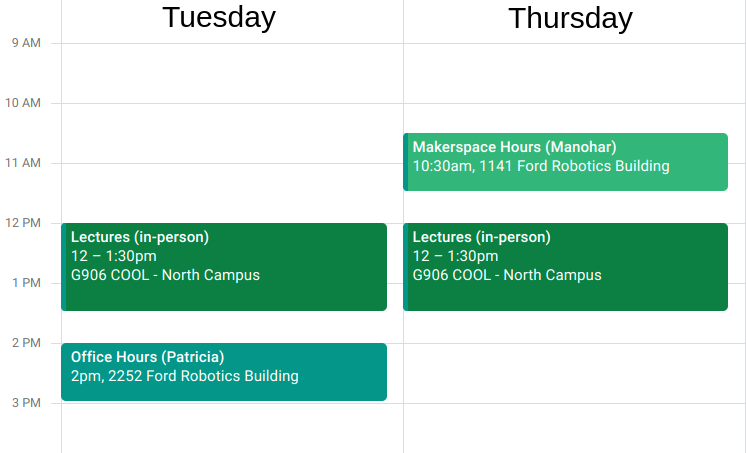 Tuesday
Thursday
9 AM
10 AM
Makerspace Hours (Manohar)
10:30am, 1141 Ford Robotics Building
11 AM
12 PM
Lectures (in-person)
12 – 1:30pm
G906 COOL - North Campus
Lectures (in-person)
12 – 1:30pm
G906 COOL - North Campus
1 PM
2 PM
Office Hours (Patricia)
2pm, 2252 Ford Robotics Building
3 PM